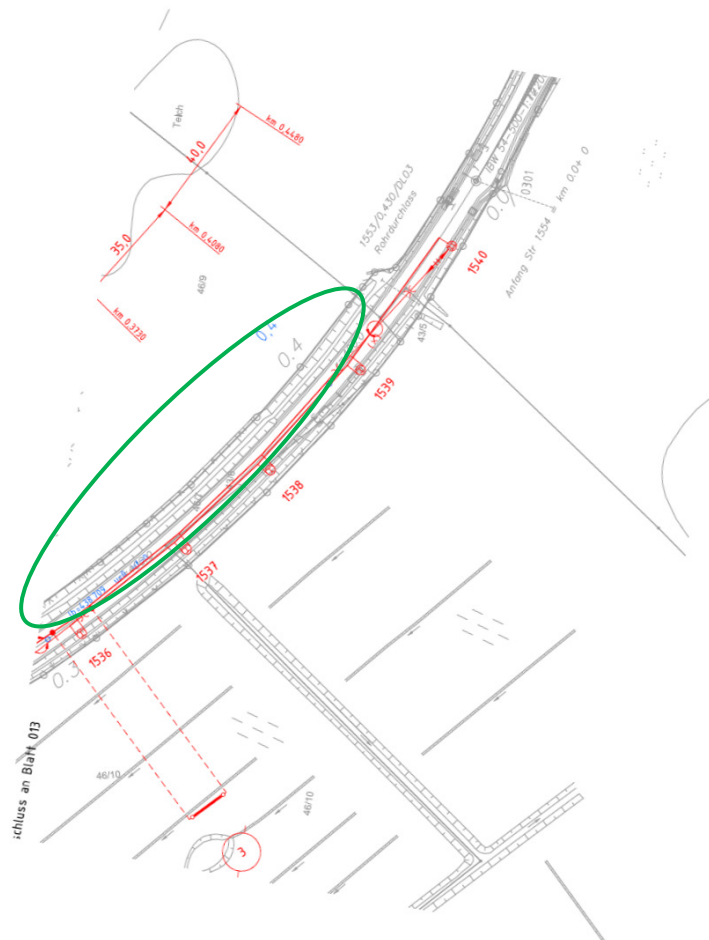 Teich
km 0,4480
40,0
km 0,4080
35,0
km 0,3730
46/9
1553/0,430/DL03
Rohrdurchlass
0301
Anfang Str 1554 = km 0.0+ 0
1540
43/5
0,4
0.4
1539
1538
1537
1536
0.3
schluss an Blatt 013
46/10
46/10
3